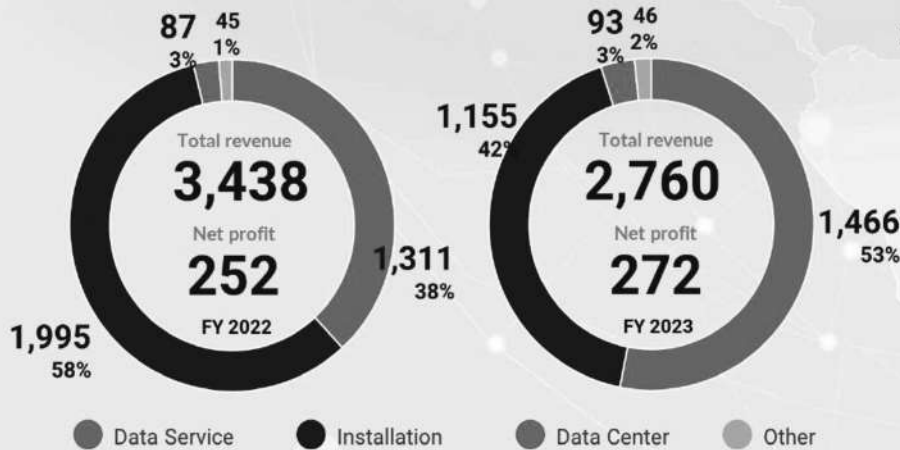 87
3%
45
1%
Total revenue
3,438
Net profit
252
FY 2022
1,311
38%
1,995
58%
93
3%
46
2%
1,155
42%
Total revenue
2,760
Net profit
272
FY 2023
1,466
53%
Data Service
Installation
Data Center
Other